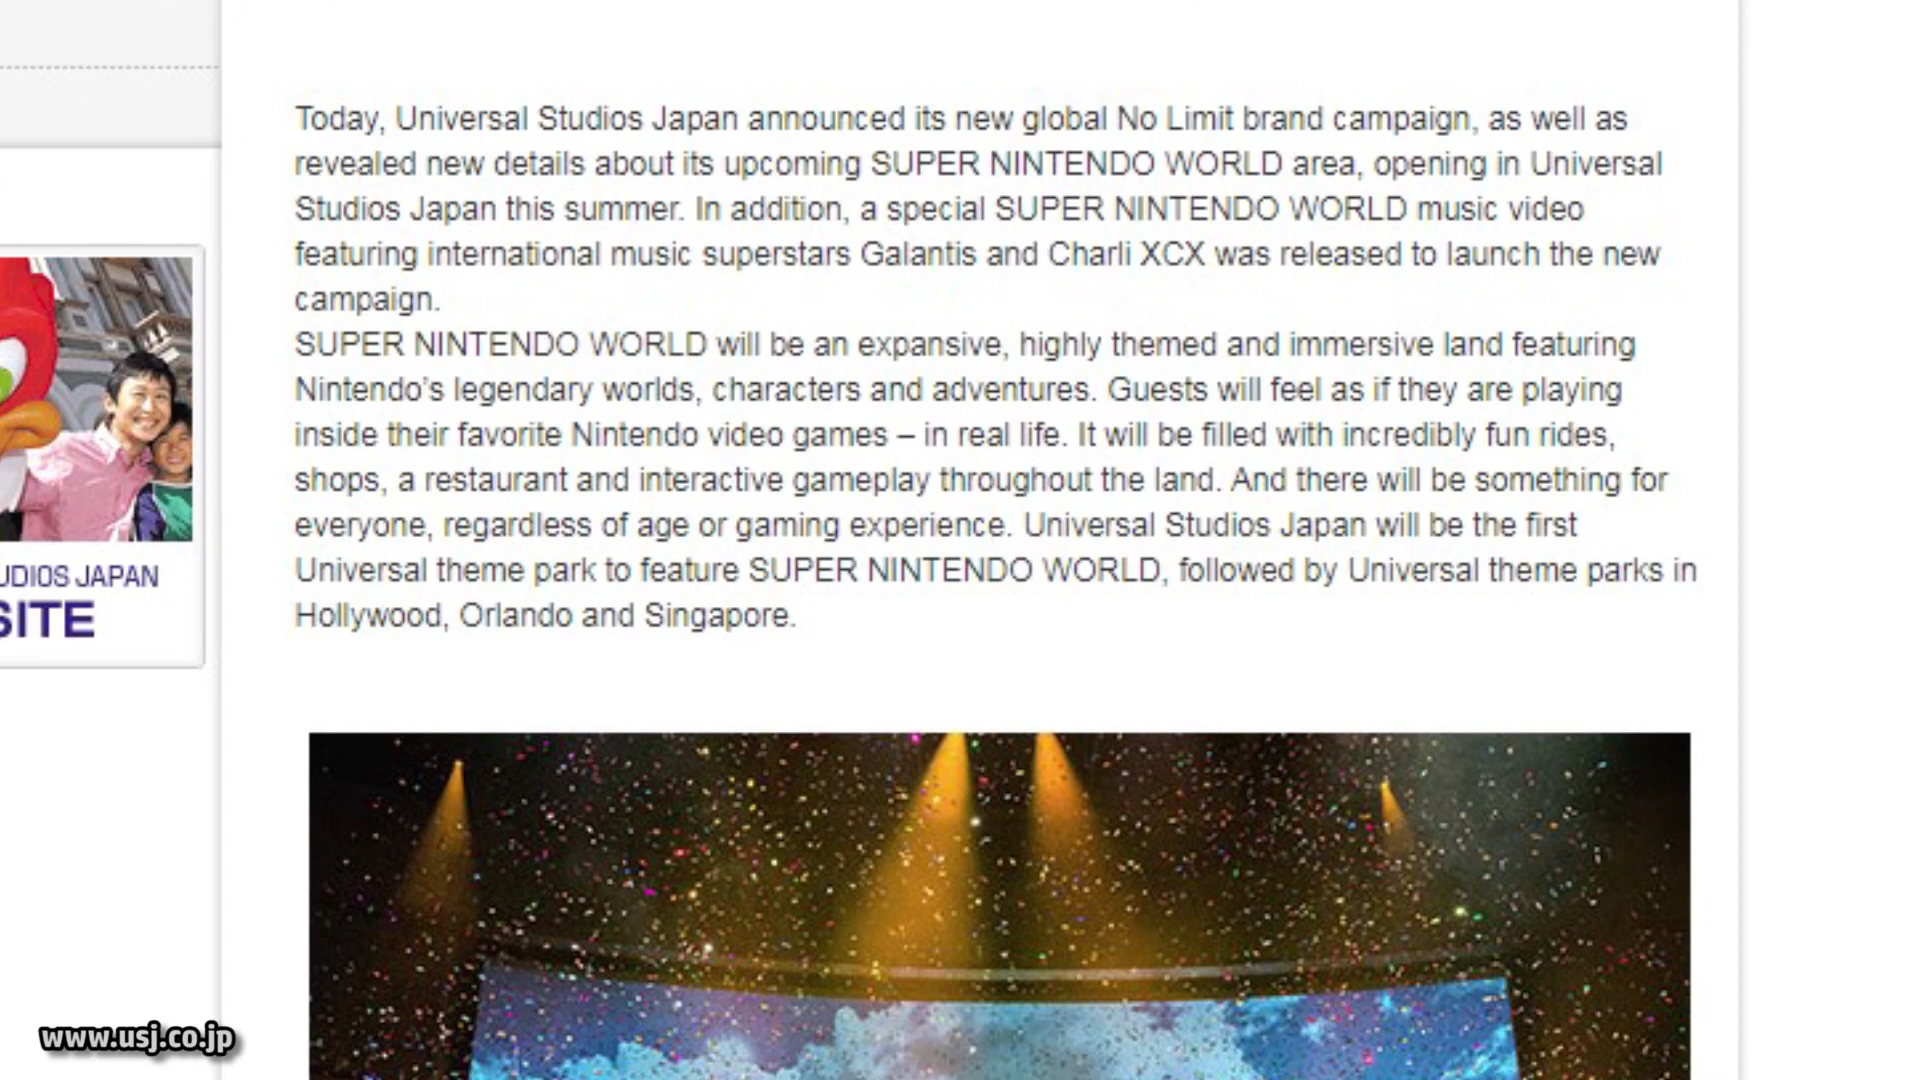 Today, Universal Studios Japan announced its new global No Limit brand campaign, as well as
revealed new details about its upcoming SUPER NINTENDO WORLD area, opening in Universal
Studios Japan this summer. In addition, a special SUPER NINTENDO WORLD music video
featuring international music superstars Galantis and Charli XCX was released to launch the new
campaign.
SUPER NINTENDO WORLD will be an expansive, highly themed and immersive land featuring
Nintendo’s legendary worlds, characters and adventures. Guests will feel as if they are playing
inside their favorite Nintendo video games – in real life. It will be filled with incredibly fun rides,
shops, a restaurant and interactive gameplay throughout the land. And there will be something for
everyone, regardless of age or gaming experience. Universal Studios Japan will be the first
Universal theme park to feature SUPER NINTENDO WORLD, followed by Universal theme parks in
Hollywood, Orlando and Singapore.
UDIOS JAPAN
SITE
www.usj.co.jp